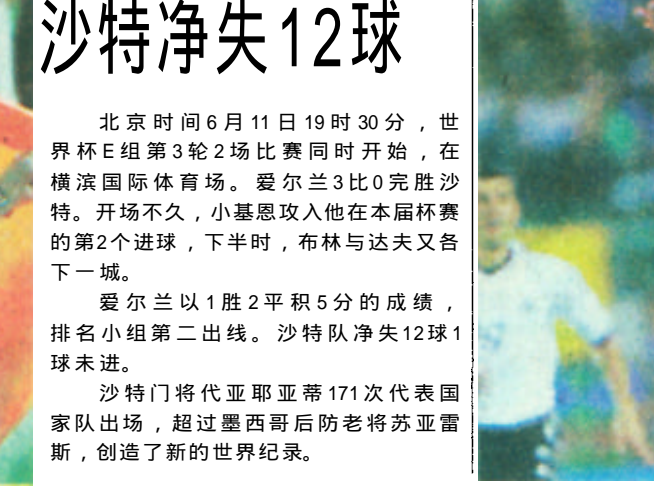 沙特净失12球
北京时间6月11日19时30分，世
界杯E组第3轮2场比赛同时开始，在
横滨国际体育场。爱尔兰3比0完胜沙
特。开场不久，小基恩攻入他在本届杯赛
的第2个进球，下半时，布林与达夫又各
下一城。
爱尔兰以1胜2平积5分的成绩，
排名小组第二出线。沙特队净失12球1
球未进。
沙特门将代亚耶亚蒂171次代表国
家队出场，超过墨西哥后防老将苏亚雷
斯，创造了新的世界纪录。